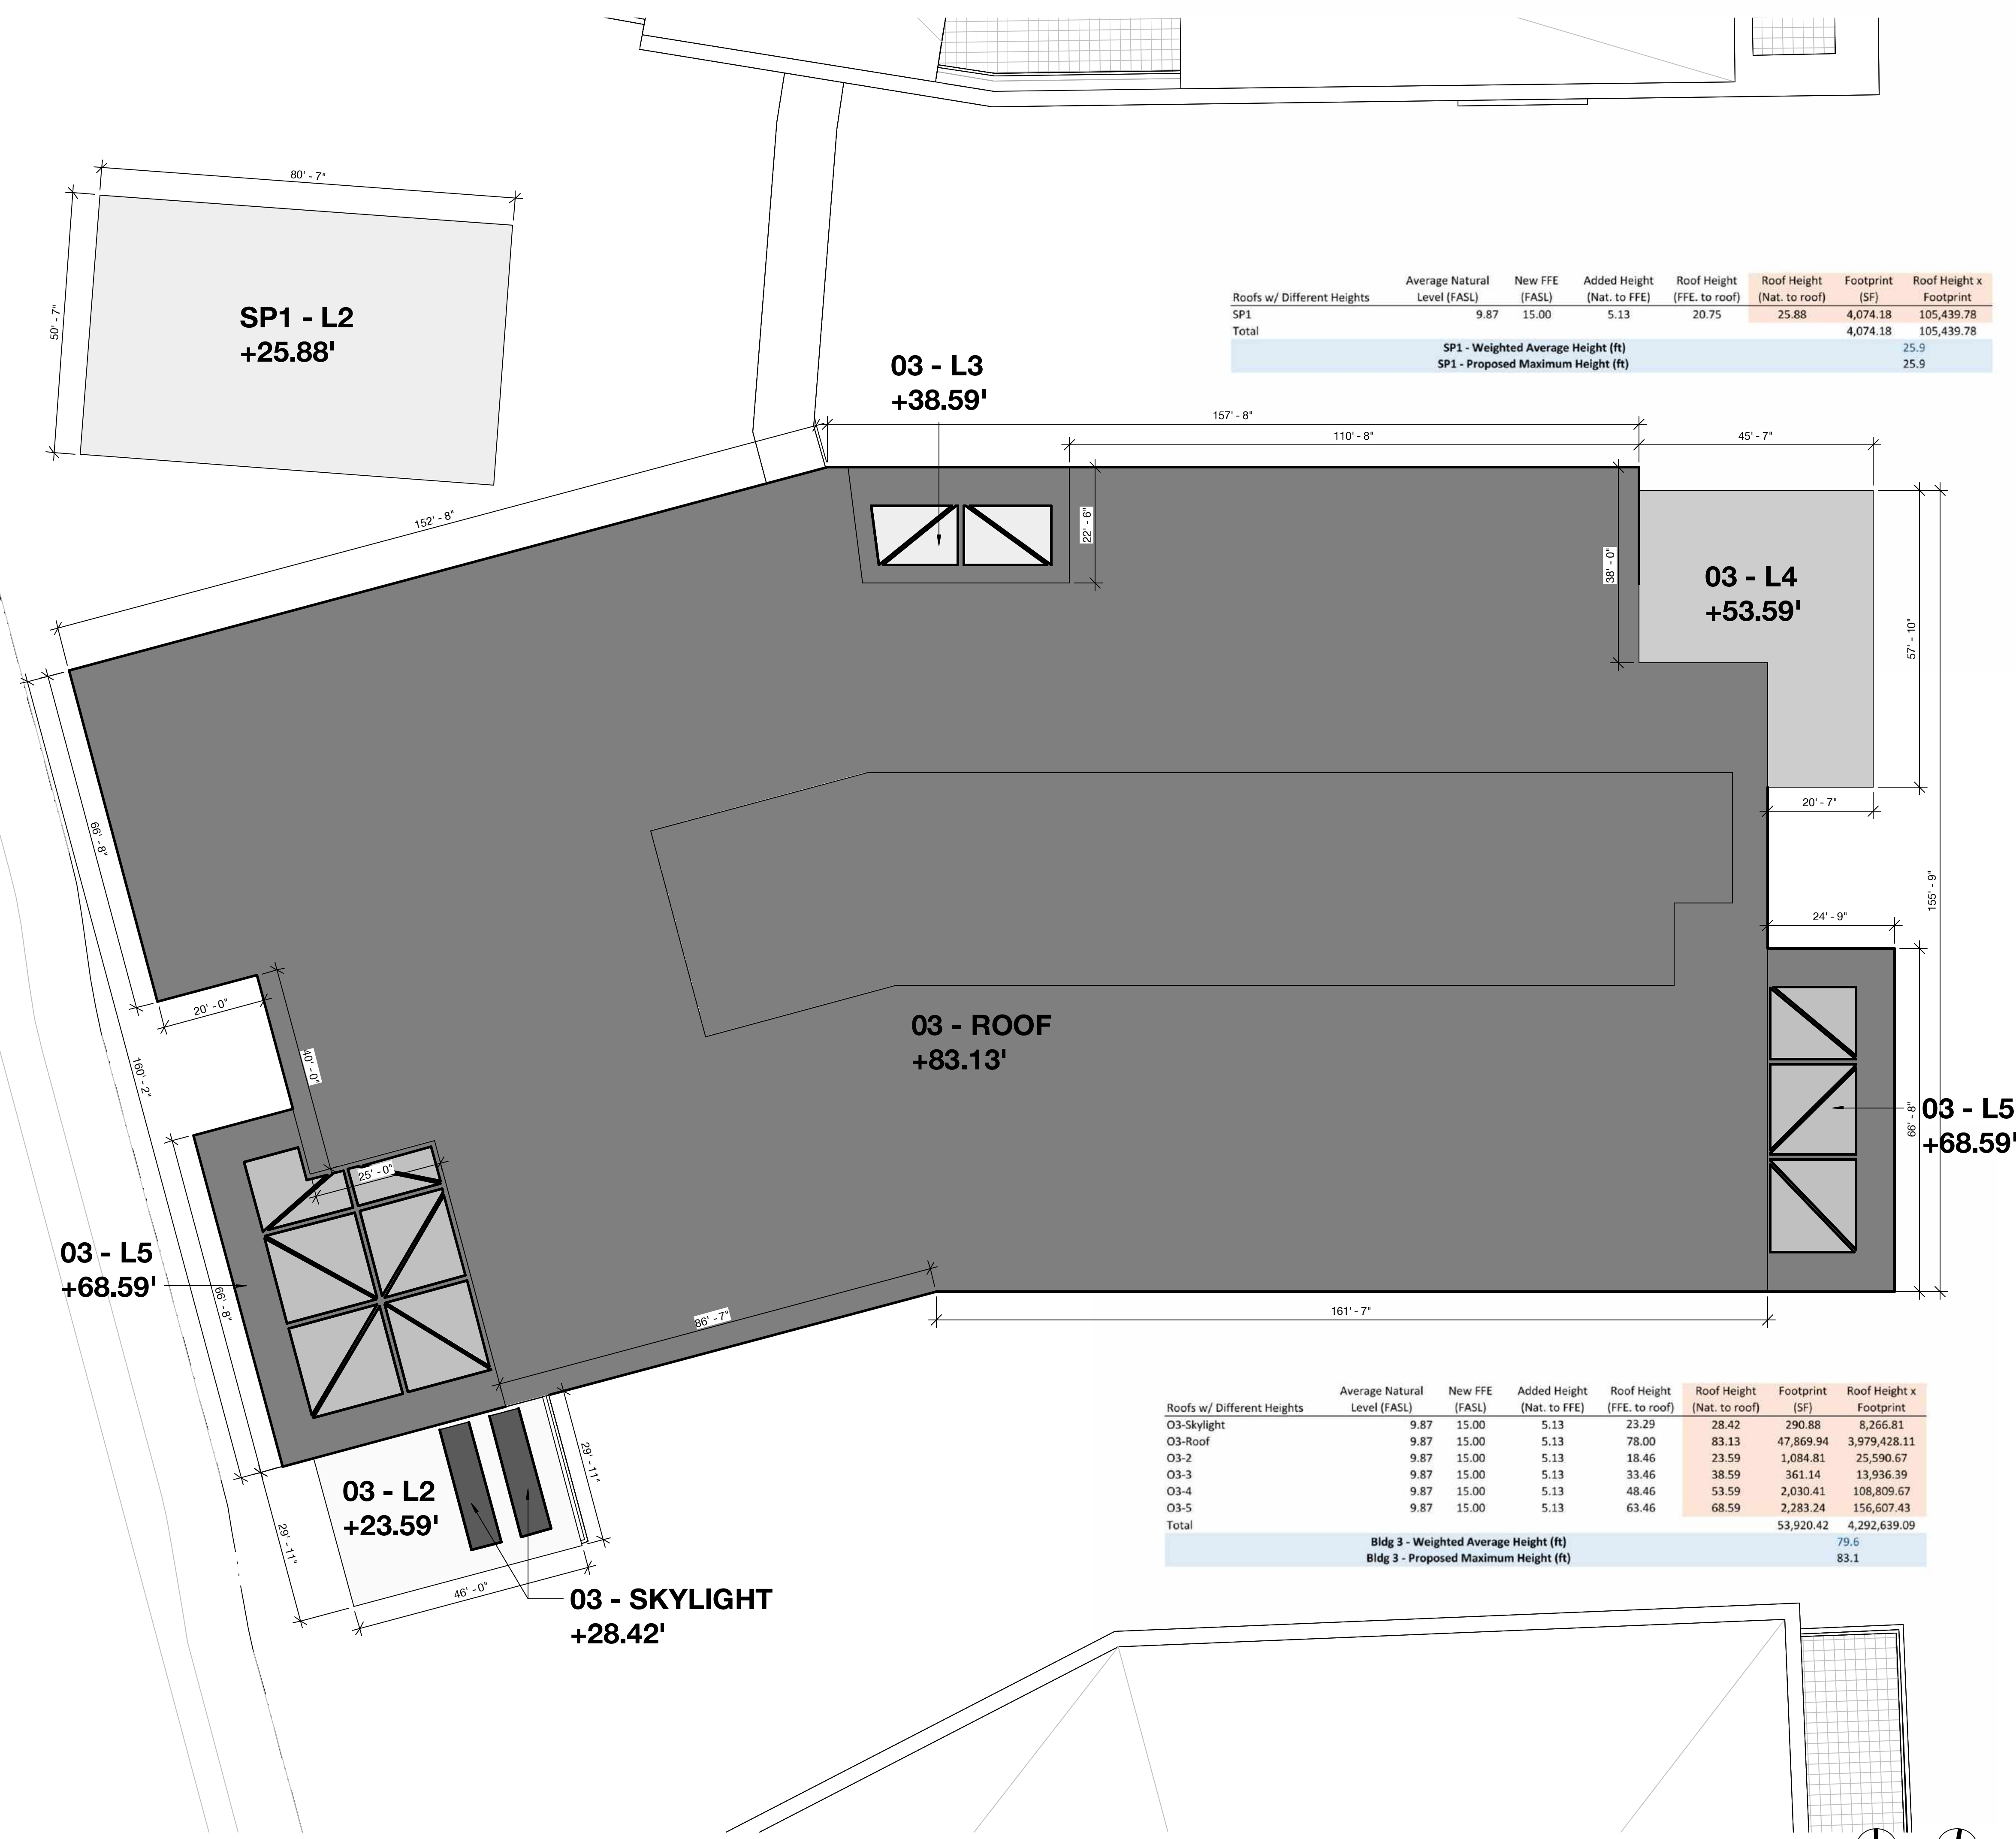 80' - 7"
50' - 7"
SP1 - L2
+25.88'
Average Natural New FFE Added Height Roof Height Roof Height Footprint Roof Height x
Roofs w/ Different Heights Level (FASL) (FASL) (Nat. to FFE) (FFE. to roof) (Nat. to roof) (SF) Footprint
SP1 9.87 15.00 5.13 20.75 25.88 4,074.18 105,439.78
Total 4,074.18 105,439.78
SP1 - Weighted Average Height (ft) 25.9
SP1 - Proposed Maximum Height (ft) 25.9
03 - L3
+38.59'
157' - 8"
110' - 8"
45' - 7"
152' - 8"
22' - 6"
38' - 0"
03 - L4
+53.59'
57' - 10"
20' - 7"
66' - 8"
155' - 9"
24' - 9"
20' - 0"
03 - ROOF
+83.13'
40' - 0"
160' - 2"
66' - 8"
03 - L5
+68.59'
25' - 0"
03 - L5
+68.59'
66' - 8"
86' - 7"
161' - 7"
29' - 11"
03 - L2
+23.59'
29' - 11"
46' - 0"
03 - SKYLIGHT
+28.42'
Average Natural New FFE Added Height Roof Height Roof Height Footprint Roof Height x
Roofs w/ Different Heights Level (FASL) (FASL) (Nat. to FFE) (FFE. to roof) (Nat. to roof) (SF) Footprint
O3-Skylight 9.87 15.00 5.13 23.29 28.42 290.88 8,266.81
O3-Roof 9.87 15.00 5.13 78.00 83.13 47,869.94 3,979,428.11
O3-2 9.87 15.00 5.13 18.46 23.59 1,084.81 25,590.67
O3-3 9.87 15.00 5.13 33.46 38.59 361.14 13,936.39
O3-4 9.87 15.00 5.13 48.46 53.59 2,030.41 108,809.67
O3-5 9.87 15.00 5.13 63.46 68.59 2,283.24 156,607.43
Total 53,920.42 4,292,639.09
Bldg 3 - Weighted Average Height (ft) 79.6
Bldg 3 - Proposed Maximum Height (ft) 83.1